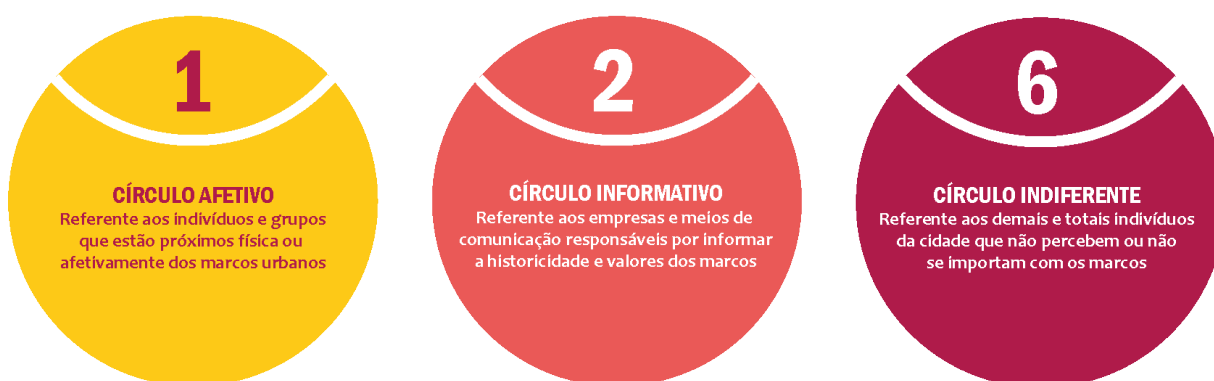 1
CÍRCULO AFETIVO
Referente aos indivíduos e grupos
que estão próximos física ou
afetivamente dos marcos urbanos
2
CÍRCULO INFORMATIVO
Referente aos empresas e meios de
comunicação responsáveis por informar
a historicidade e valores dos marcos
6
CÍRCULO INDIFERENTE
Referente aos demais e totais indivíduos
da cidade que não percebem ou não
se importam com os marcos